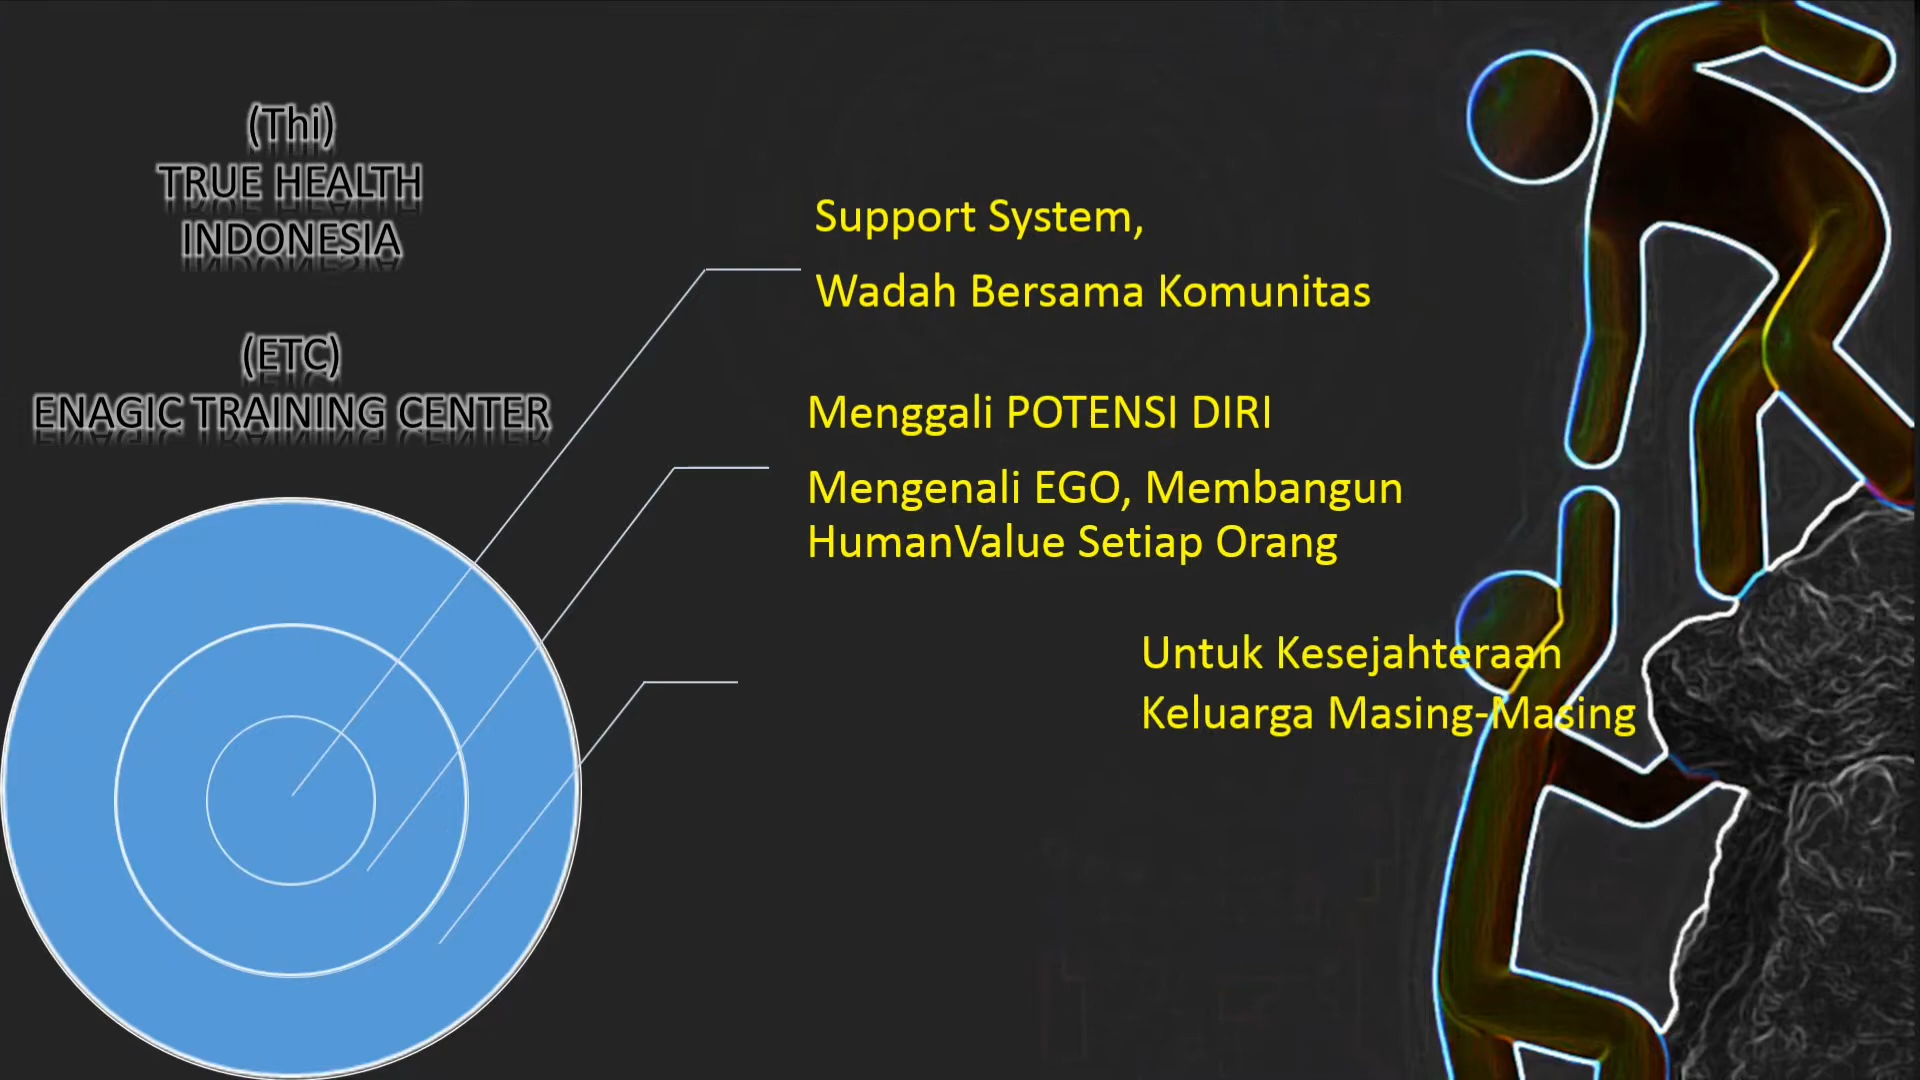 (Thi)
TRUE HEALTH
INDONESIA
(ETC)
ENAGIC TRAINING CENTER
Support System,
Wadah Bersama Komunitas
Menggali POTENSI DIRI
Mengenali EGO, Membangun
HumanValue Setiap Orang
Untuk Kesejahteraan
Keluarga Masing-Masing